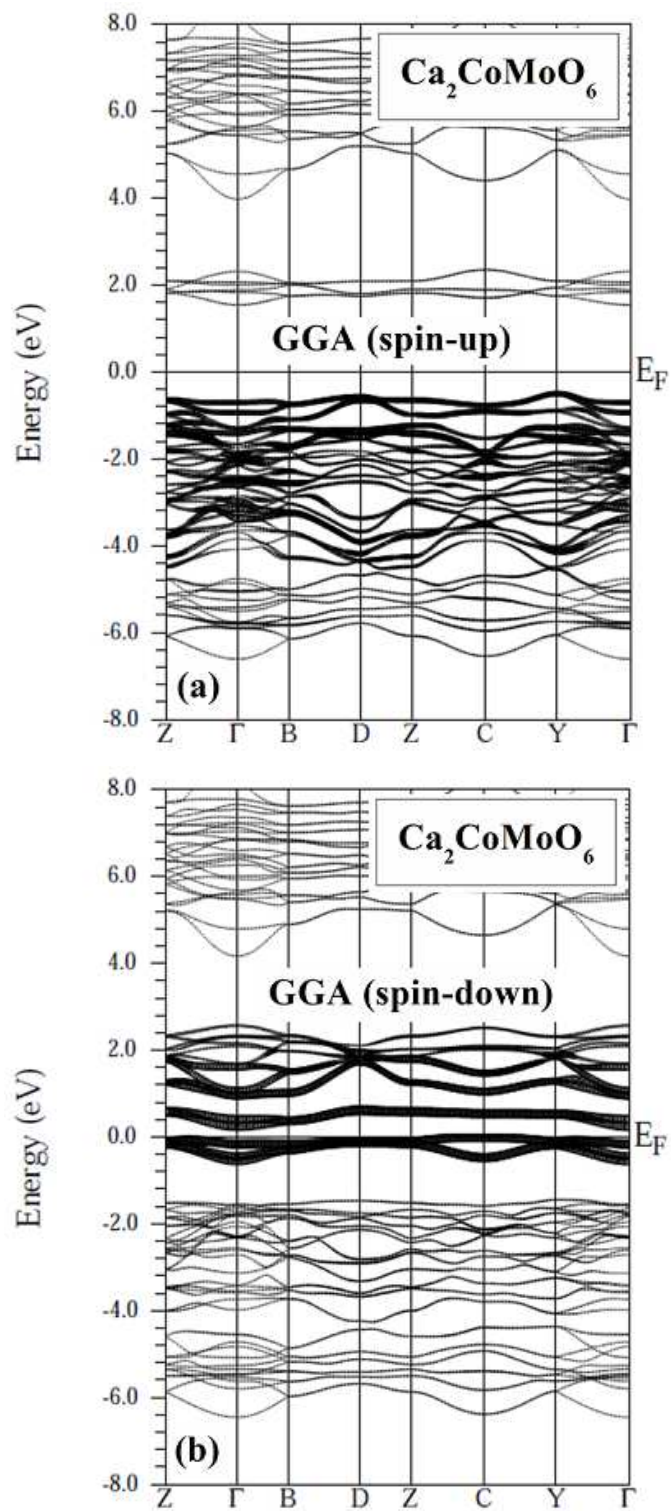 8.0
Ca₂CoMoO₆
6.0
4.0
2.0
GGA (spin-up)
0.0
E_F
Energy (eV)
-2.0
-4.0
-6.0
(a)
-8.0
Z Γ B D Z C Y Γ
8.0
Ca₂CoMoO₆
6.0
4.0
GGA (spin-down)
2.0
0.0
E_F
Energy (eV)
-2.0
-4.0
-6.0
(b)
-8.0
Z Γ B D Z C Y Γ